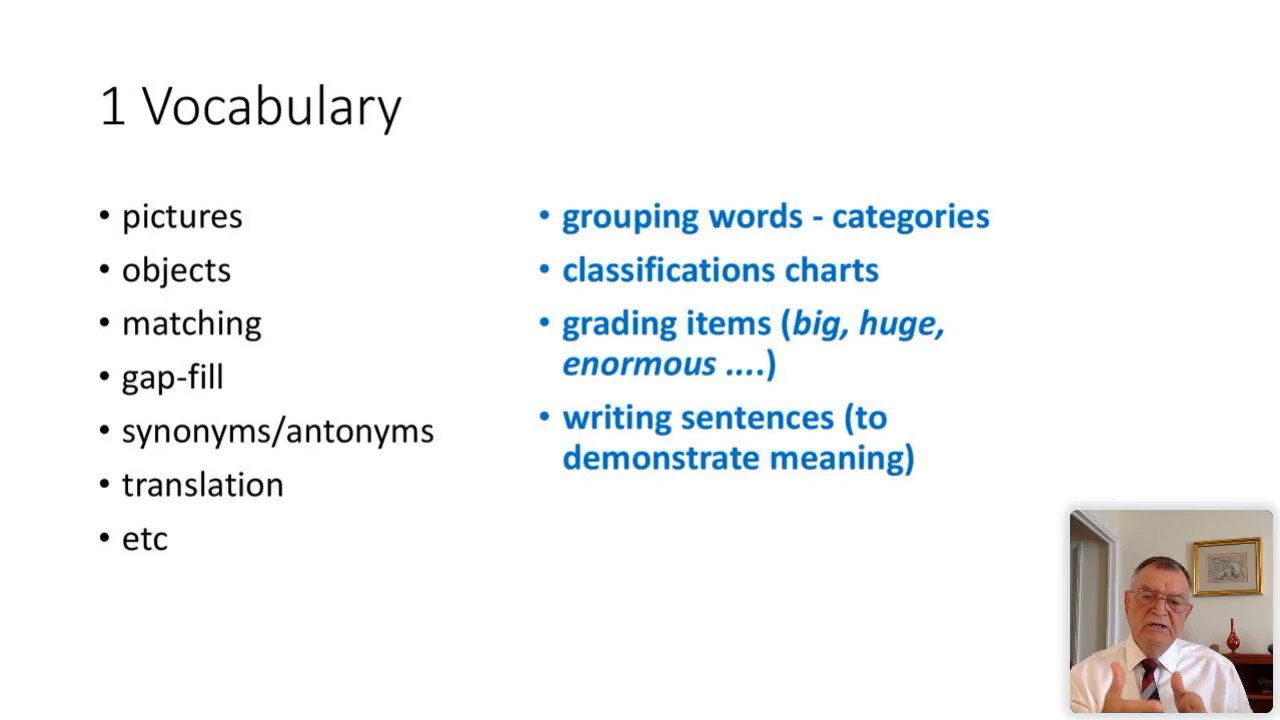 1 Vocabulary
• pictures
• objects
• matching
• gap-fill
• synonyms/antonyms
• translation
• etc
• grouping words - categories
• classifications charts
• grading items (big, huge,
enormous ....)
• writing sentences (to
demonstrate meaning)